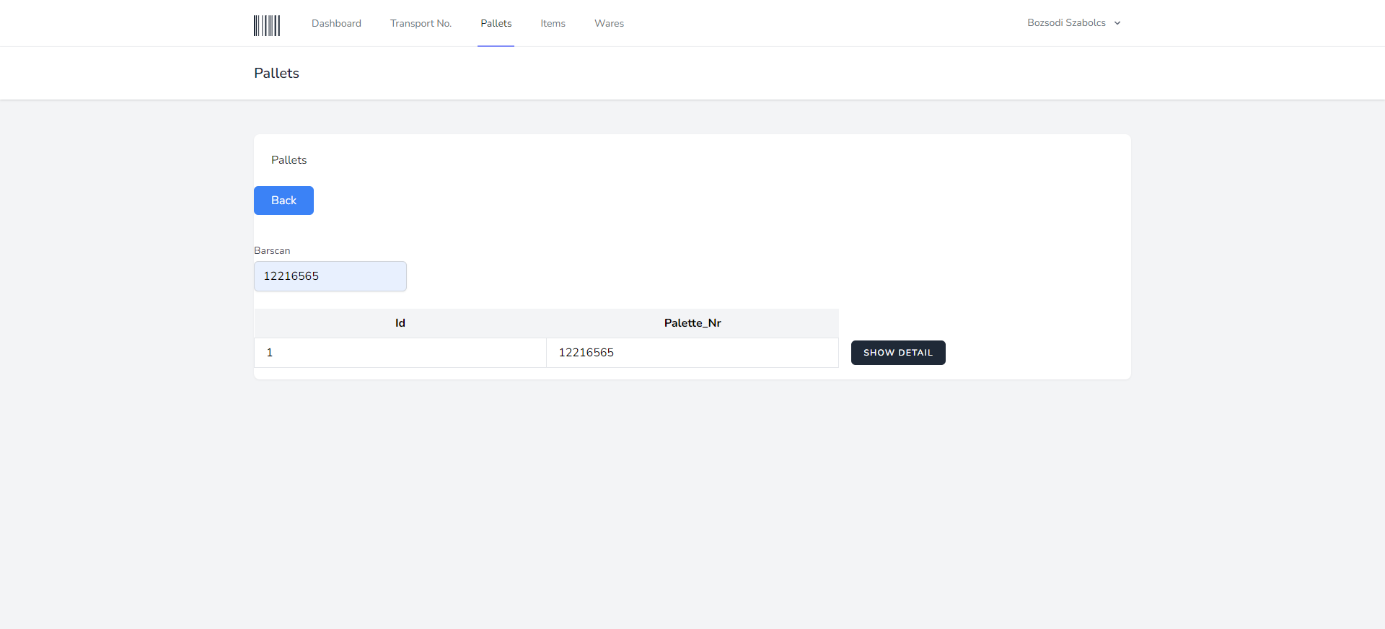 Dashboard Transport No. Pallets Items Wares Bozsodi Szabolcs
Pallets
Pallets
Back
Barscan
12216565
Id Palette_Nr
1 12216565 SHOW DETAIL